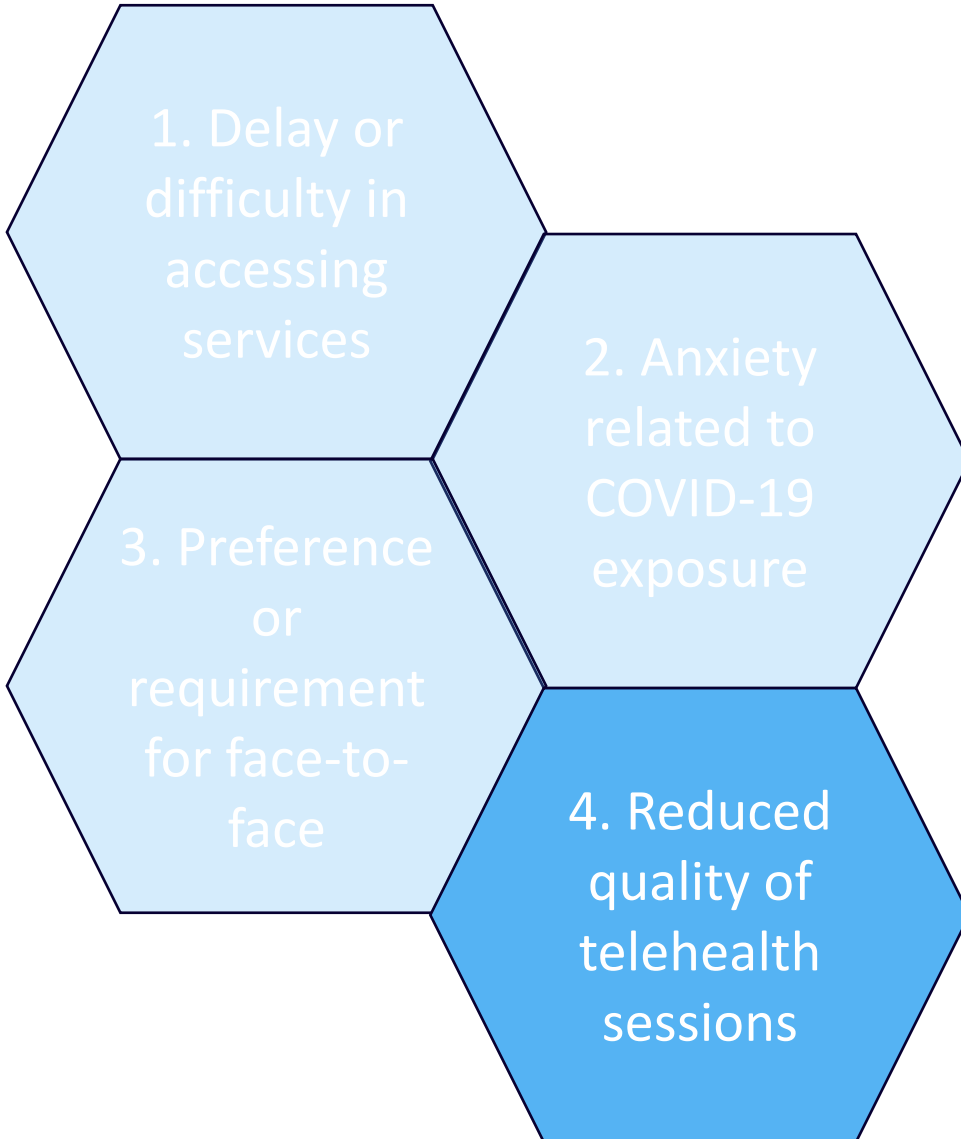 1. Delay or
difficulty in
accessing
services
2. Anxiety
related to
COVID-19
exposure
3. Preference
or
requirement
for face-to-
face
4. Reduced
quality of
telehealth
sessions